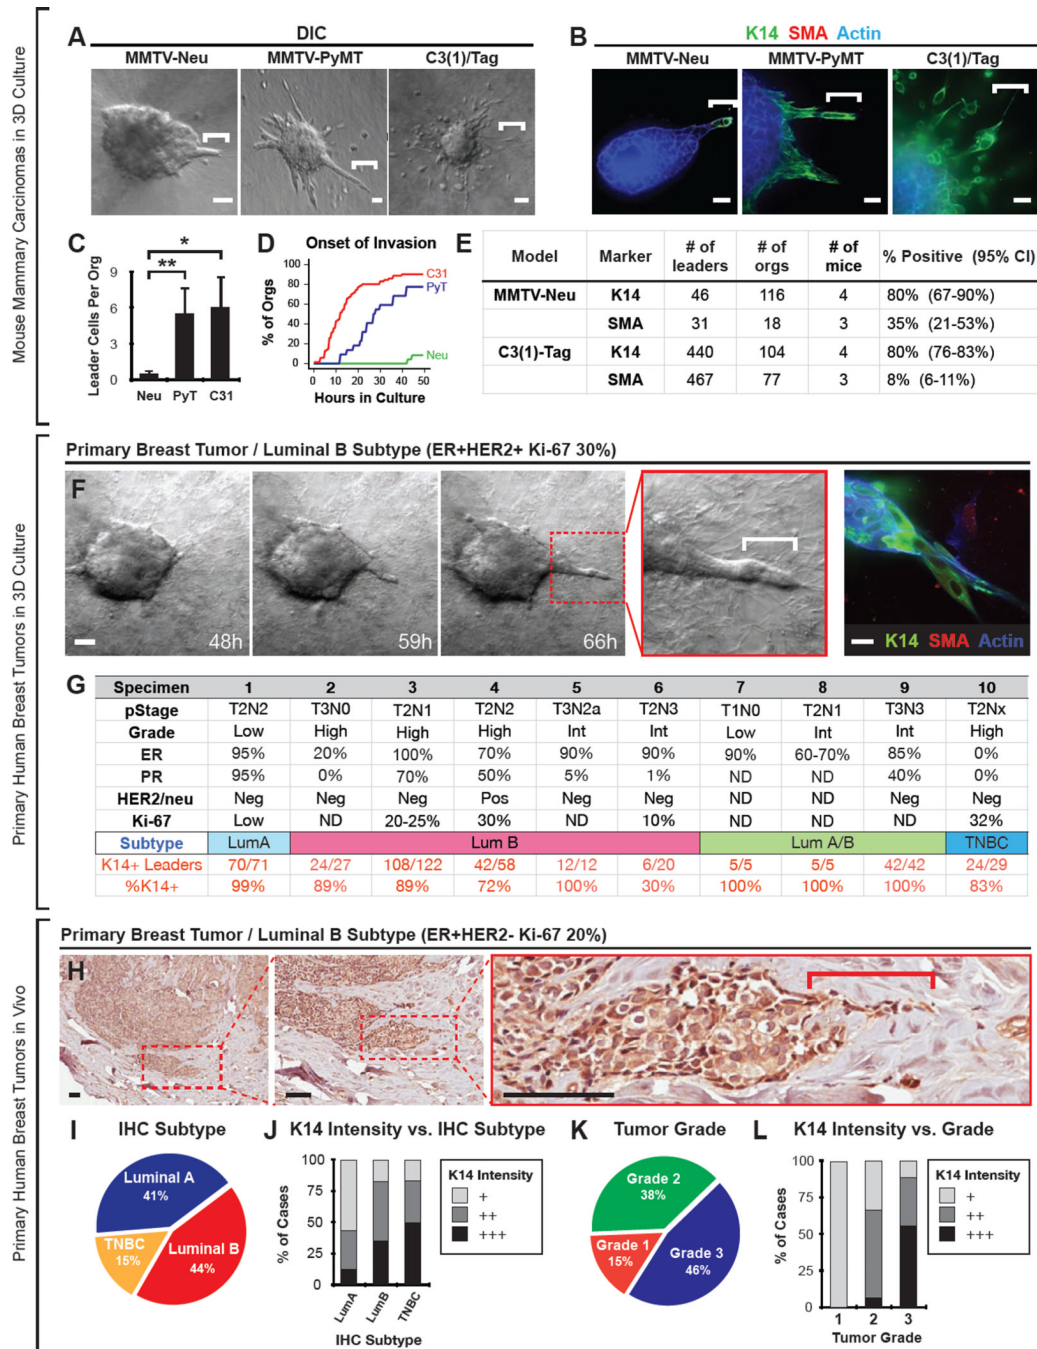 Mouse Mammary Carcinomas in 3D Culture
A
DIC
MMTV-Neu MMTV-PyMT C3(1)/Tag
B
K14 SMA Actin
MMTV-Neu MMTV-PyMT C3(1)/Tag
C
Leader Cells Per Org
9
6
3
0
*
**
Neu PyT C31
D
Onset of Invasion
% of Orgs
100
80
60
40
20
0
C31
PyT
Neu
0 10 20 30 40 50
Hours in Culture
E
Model Marker # of leaders # of orgs # of mice % Positive (95% CI)
MMTV-Neu K14 46 116 4 80% (67-90%)
SMA 31 18 3 35% (21-53%)
C3(1)-Tag K14 440 104 4 80% (76-83%)
SMA 467 77 3 8% (6-11%)
Primary Human Breast Tumors in 3D Culture
Primary Breast Tumor / Luminal B Subtype (ER+HER2+ Ki-67 30%)
F
48h
59h
66h
K14 SMA Actin
G
Specimen 1 2 3 4 5 6 7 8 9 10
pStage T2N2 T3N0 T2N1 T2N2 T3N2a T2N3 T1N0 T2N1 T3N3 T2Nx
Grade Low High High High Int Int Low Int Int High
ER 95% 20% 100% 70% 90% 90% 90% 60-70% 85% 0%
PR 95% 0% 70% 50% 5% 1% ND ND 40% 0%
HER2/neu Neg Neg Neg Pos Neg Neg ND ND Neg Neg
Ki-67 Low ND 20-25% 30% ND 10% ND ND ND 32%
Subtype LumA Lum B Lum A/B TNBC
K14+ Leaders 70/71 24/27 108/122 42/58 12/12 6/20 5/5 5/5 42/42 24/29
%K14+ 99% 89% 89% 72% 100% 30% 100% 100% 100% 83%
Primary Human Breast Tumors in Vivo
Primary Breast Tumor / Luminal B Subtype (ER+HER2- Ki-67 20%)
H
I
IHC Subtype
Luminal A
41%
TNBC
15%
Luminal B
44%
J
K14 Intensity vs. IHC Subtype
% of Cases
100
75
50
25
0
LumA LumB TNBC
IHC Subtype
K14 Intensity
+
++
+++
K
Tumor Grade
Grade 2
38%
Grade 1
15%
Grade 3
46%
L
K14 Intensity vs. Grade
% of Cases
100
75
50
25
0
1 2 3
Tumor Grade
K14 Intensity
+
++
+++